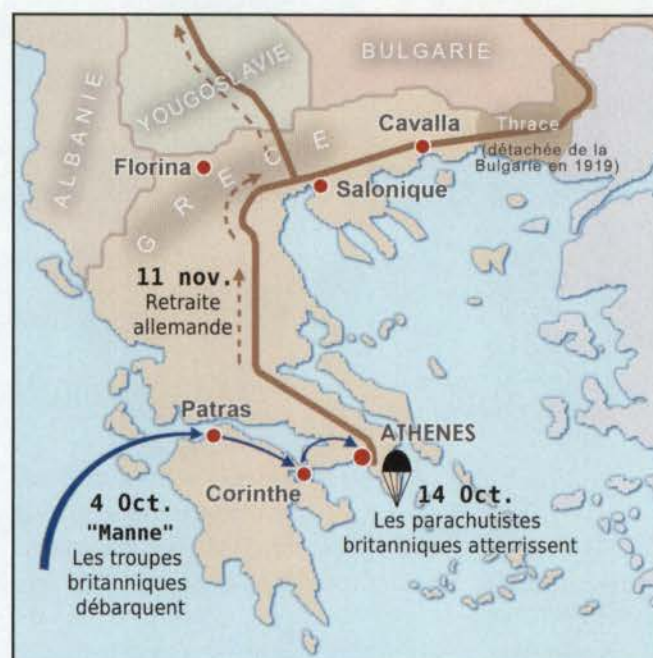 BULGARIE
YOUGOSLAVIE
ALBANIE
GRECE
Cavalla
Thrace
(détachée de la
Bulgarie en 1919)
Florina
Salonique
11 nov.
Retraite
allemande
Patras
ATHENES
Corinthe
4 Oct.
"Manne"
Les troupes
britanniques
débarquent
14 Oct.
Les parachutistes
britanniques atterrissent